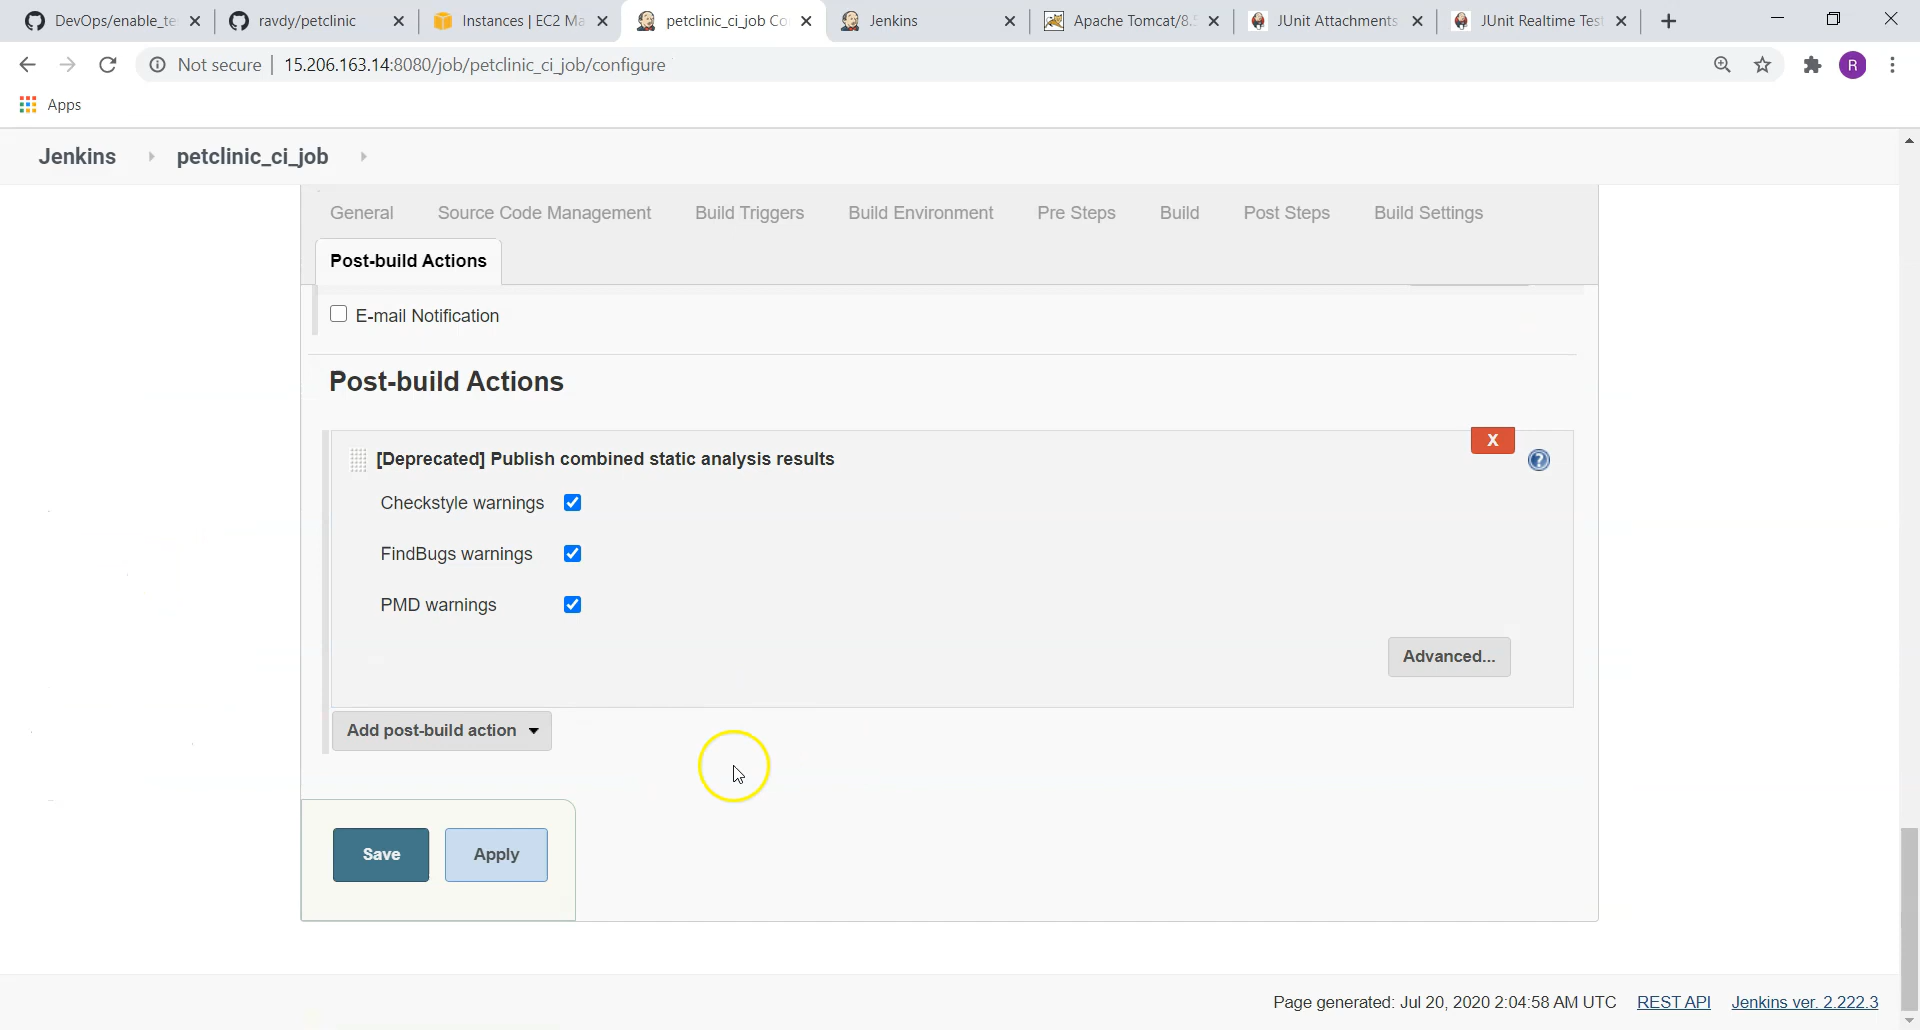 DevOps/enable_te
ravdy/petclinic
Instances | EC2 Ma
petclinic_ci_job Co
Jenkins
Apache Tomcat/8.5
JUnit Attachments
JUnit Realtime Test
Not secure
15.206.163.14:8080/job/petclinic_ci_job/configure
R
Apps
Jenkins
petclinic_ci_job
General
Source Code Management
Build Triggers
Build Environment
Pre Steps
Build
Post Steps
Build Settings
Post-build Actions
E-mail Notification
Post-build Actions
X
[Deprecated] Publish combined static analysis results
?
Checkstyle warnings
FindBugs warnings
PMD warnings
Advanced...
Add post-build action
Save
Apply
Page generated: Jul 20, 2020 2:04:58 AM UTC
REST API
Jenkins ver. 2.222.3